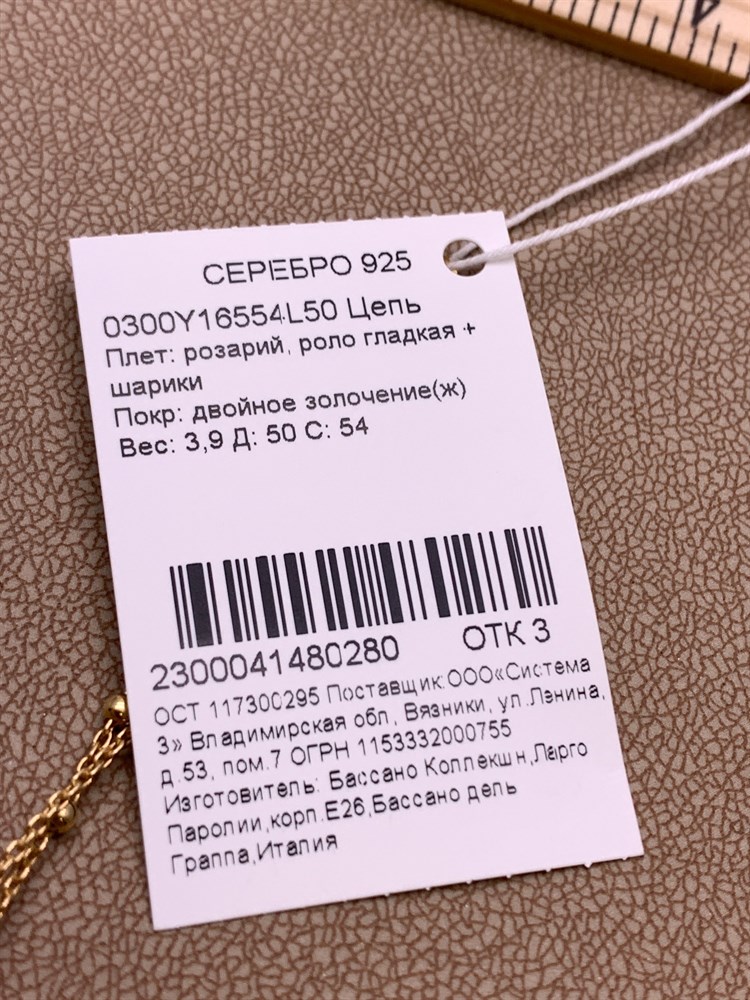 4
СЕРЕБРО 925
0300Y16554L50 Цепь
Плет: розарий, роло гладкая +
шарики
Покр: двойное золочение(ж)
Вес: 3,9 Д: 50 С: 54
2300041480280 ОТК 3
ОСТ 117300295 Поставщик:ООО«Система
3» Владимирская обл, Вязники, ул.Ленина,
д.53, пом.7 ОГРН 1153332000755
Изготовитель: Бассано Коллекшн,Ларго
Паролии,корп.Е26,Бассано дель
Граппа,Италия